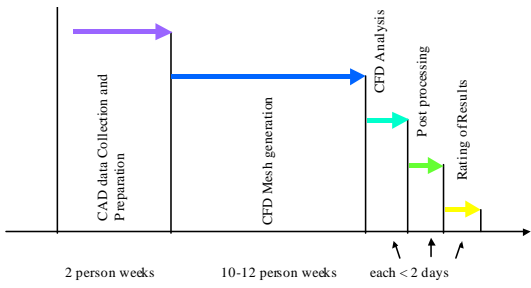 CAD data Collection and
Preparation
CFD Mesh generation
CFD Analysis
Post processing
Rating of Results
2 person weeks
10-12 person weeks
each < 2 days